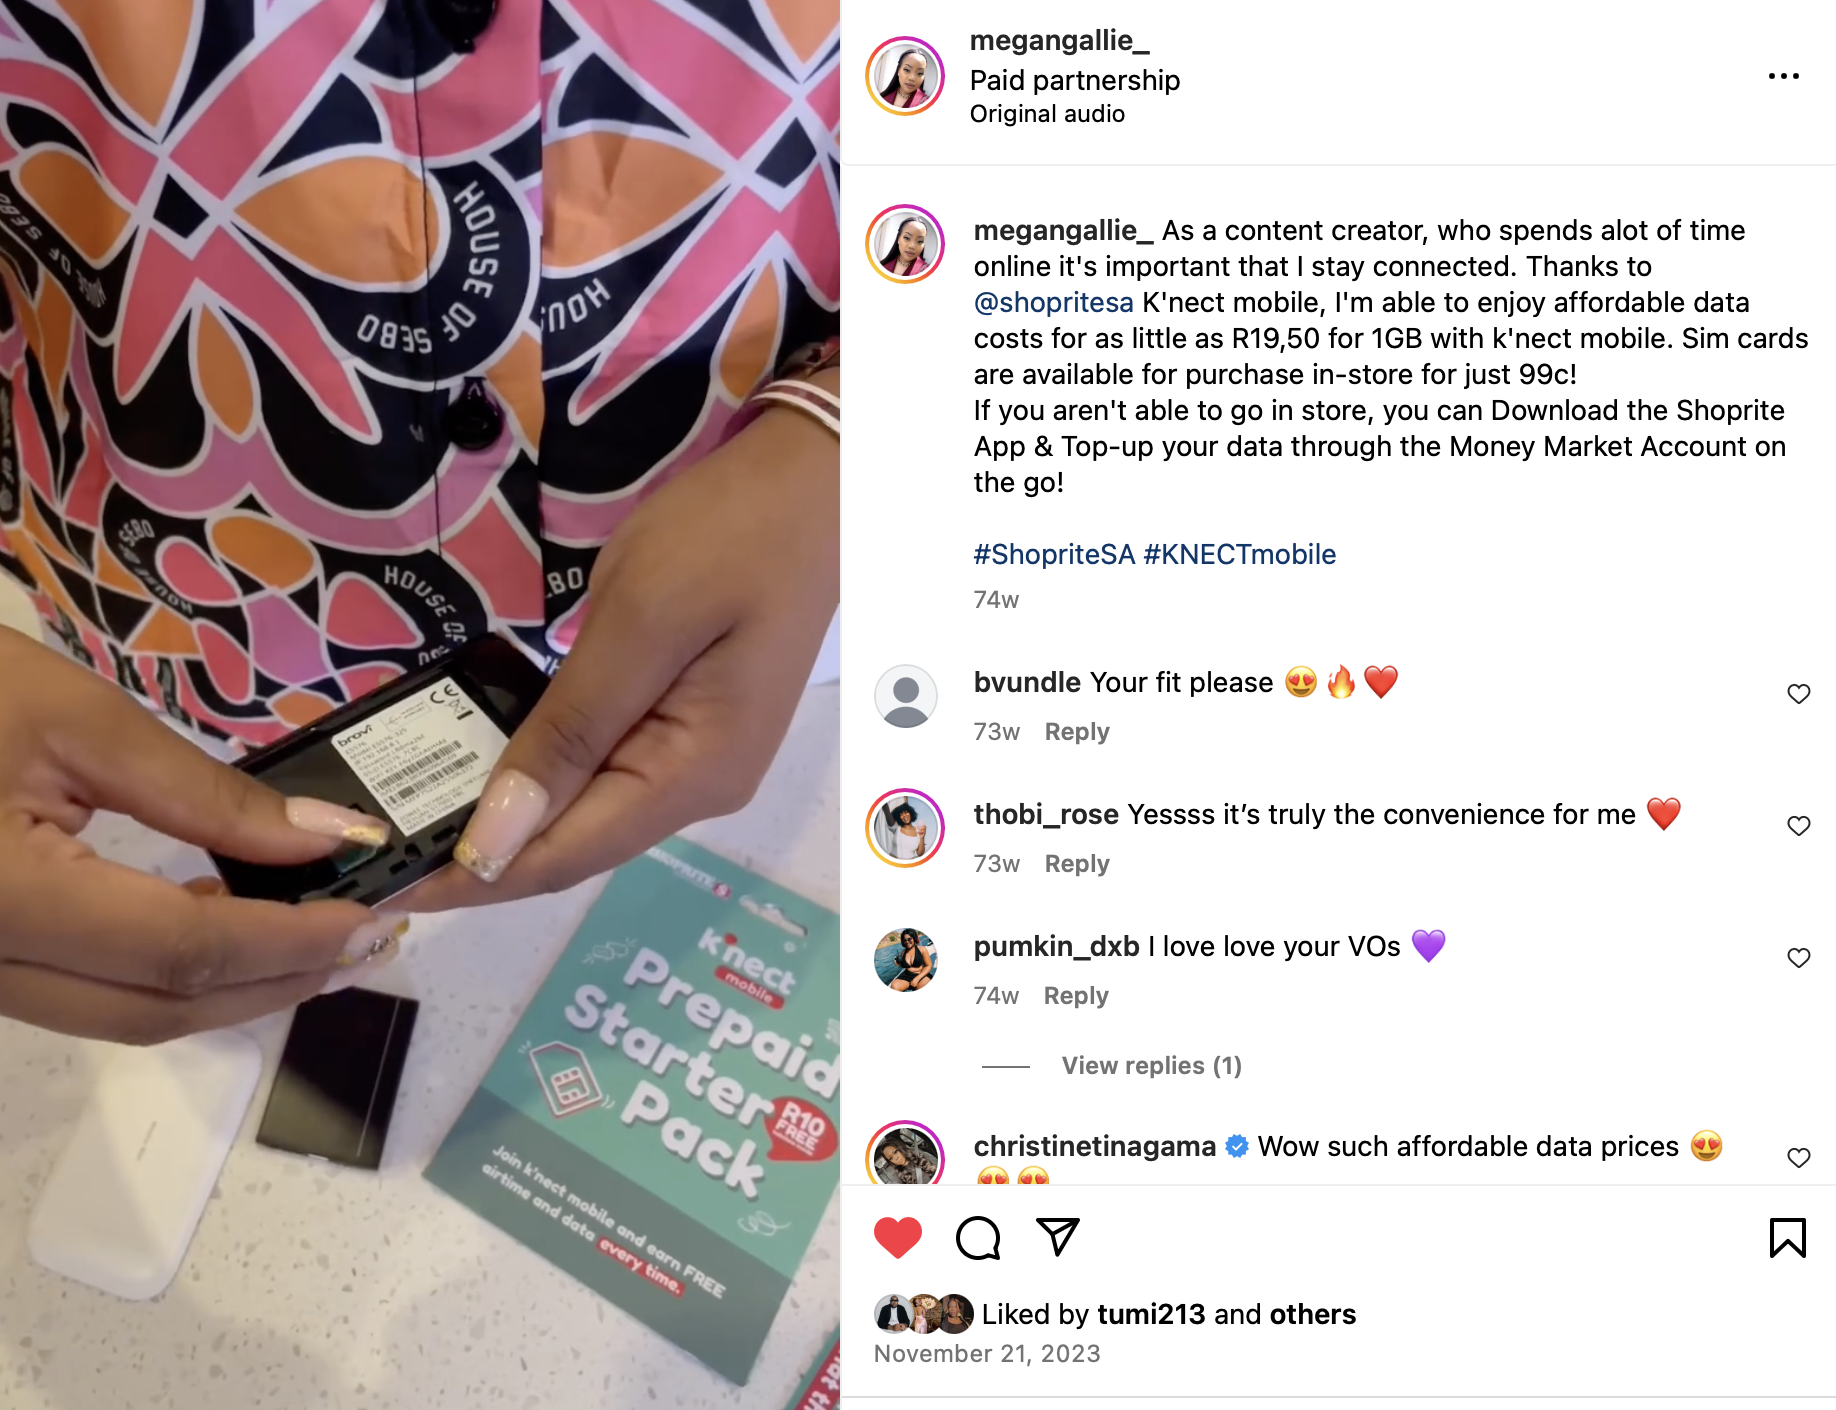 HOUSE OF SEBO
HOUS
HOUSE OF SEBO
SEBO
HOUSE OF
BO
brovi
CE
SHOPRITE
k'nect
mobile
Prepaid
Starter
Pack
R10
FREE
Join k'nect mobile and earn FREE
airtime and data every time.
megangallie_
Paid partnership
Original audio
megangallie_ As a content creator, who spends alot of time
online it's important that I stay connected. Thanks to
@shopritesa K'nect mobile, I'm able to enjoy affordable data
costs for as little as R19,50 for 1GB with k'nect mobile. Sim cards
are available for purchase in-store for just 99c!
If you aren't able to go in store, you can Download the Shoprite
App & Top-up your data through the Money Market Account on
the go!
#ShopriteSA #KNECTmobile
74w
bvundle Your fit please 😍🔥❤️
73w Reply
thobi_rose Yessss it’s truly the convenience for me ❤️
73w Reply
pumkin_dxb I love love your VOs 💜
74w Reply
View replies (1)
christinetinagama Wow such affordable data prices 😍
😍😍
Liked by tumi213 and others
November 21, 2023